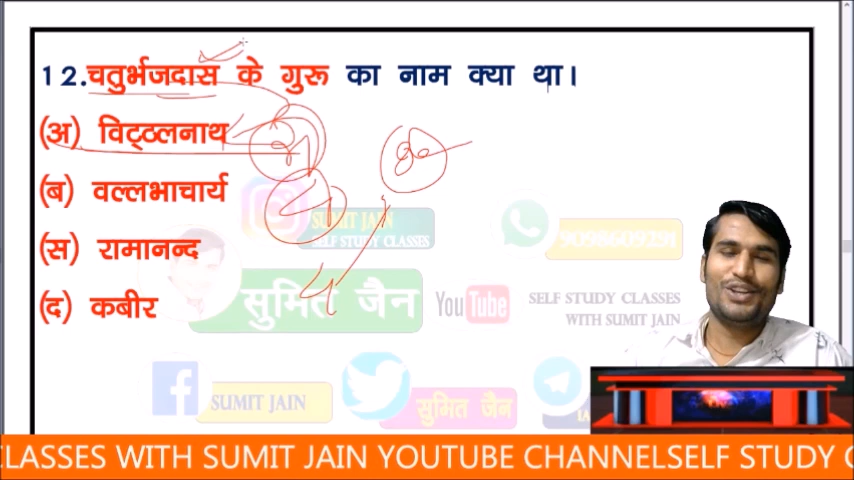 12.चतुर्भजदास के गुरू का नाम क्या था।
(अ) विट्ठलनाथ
(ब) वल्लभाचार्य
(स) रामानन्द
(द) कबीर
SUMIT JAIN
SELF STUDY CLASSES
9098609291
सुमित जैन
YouTube
SELF STUDY CLASSES
WITH SUMIT JAIN
SUMIT JAIN
सुमित जैन
CLASSES WITH SUMIT JAIN YOUTUBE CHANNELSELF STUDY